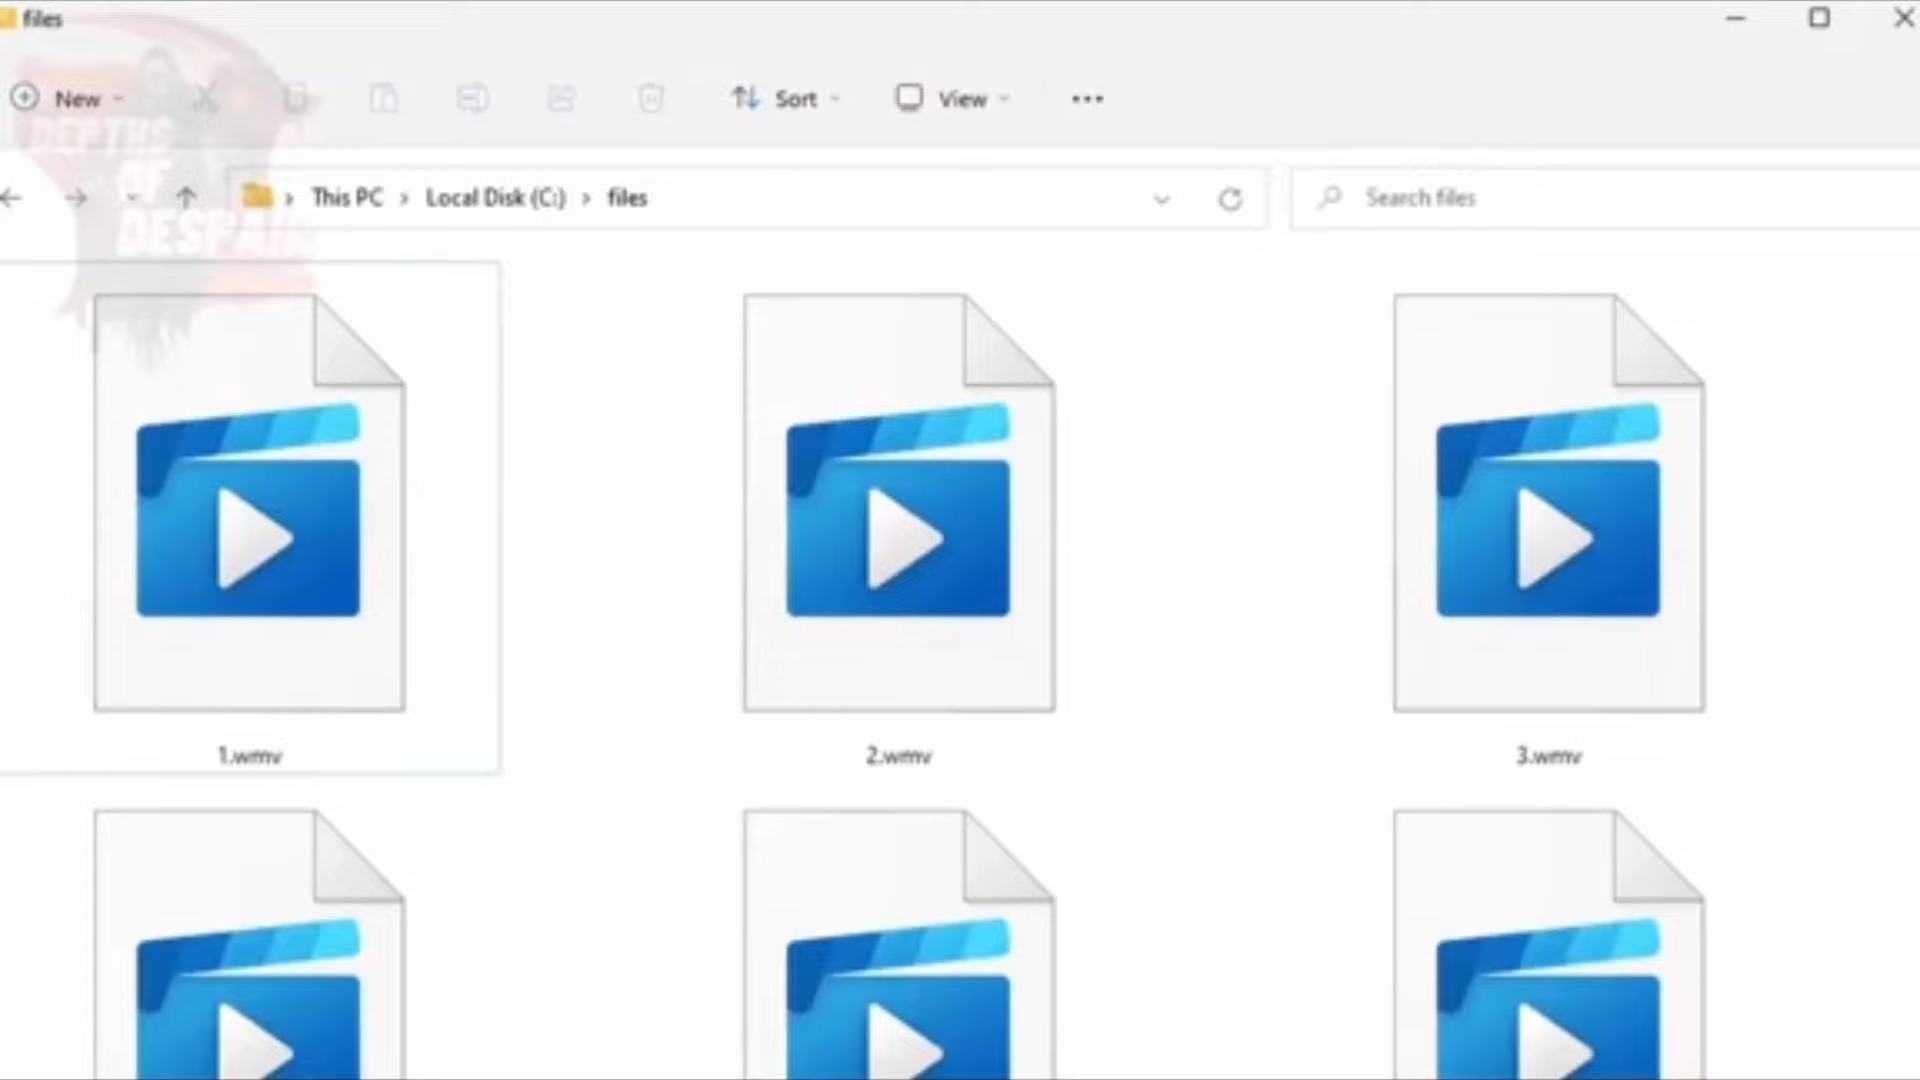 files
New
Sort
View
DEPTHS
OF
DESPAIR
This PC > Local Disk (C:) > files
Search files
1.wmv
2.wmv
3.wmv